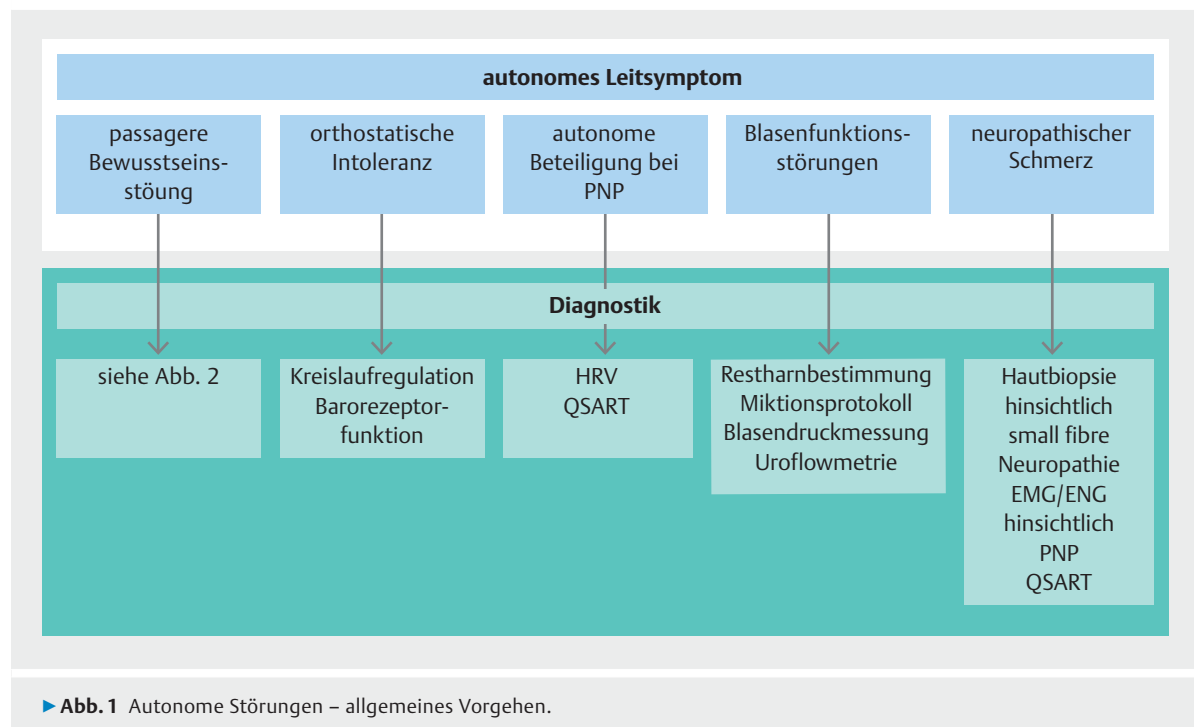 autonomes Leitsymptom
passagere
Bewusstseins-
stöung
orthostatische
Intoleranz
autonome
Beteiligung bei
PNP
Blasenfunktions-
störungen
neuropathischer
Schmerz
Diagnostik
siehe Abb. 2
Kreislaufregulation
Barorezeptor-
funktion
HRV
QSART
Restharnbestimmung
Miktionsprotokoll
Blasendruckmessung
Uroflowmetrie
Hautbiopsie
hinsichtlich
small fibre
Neuropathie
EMG/ENG
hinsichtlich
PNP
QSART
▶ Abb. 1 Autonome Störungen – allgemeines Vorgehen.